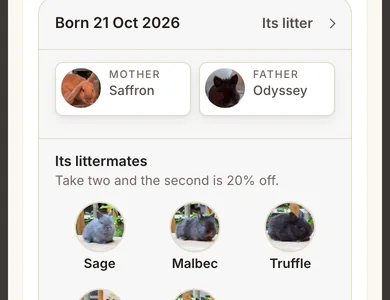 Born 21 Oct 2026
Its litter
MOTHER
Saffron
FATHER
Odyssey
Its littermates
Take two and the second is 20% off.
Sage
Malbec
Truffle